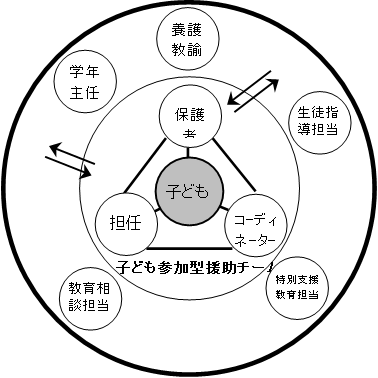 養護
教諭
学年
主任
保護
者
生徒指
導担当
子ども
担任
コーディ
ネーター
子ども参加型援助チー
教育相
談担当
特別支援
教育担当